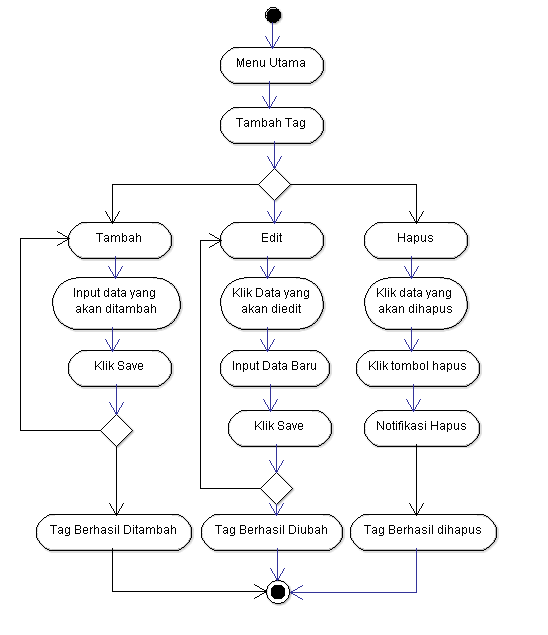 Menu Utama
Tambah Tag
Tambah
Edit
Hapus
Input data yang
akan ditambah
Klik Data yang
akan diedit
Klik data yang
akan dihapus
Klik Save
Input Data Baru
Klik tombol hapus
Klik Save
Notifikasi Hapus
Tag Berhasil Ditambah
Tag Berhasil Diubah
Tag Berhasil dihapus